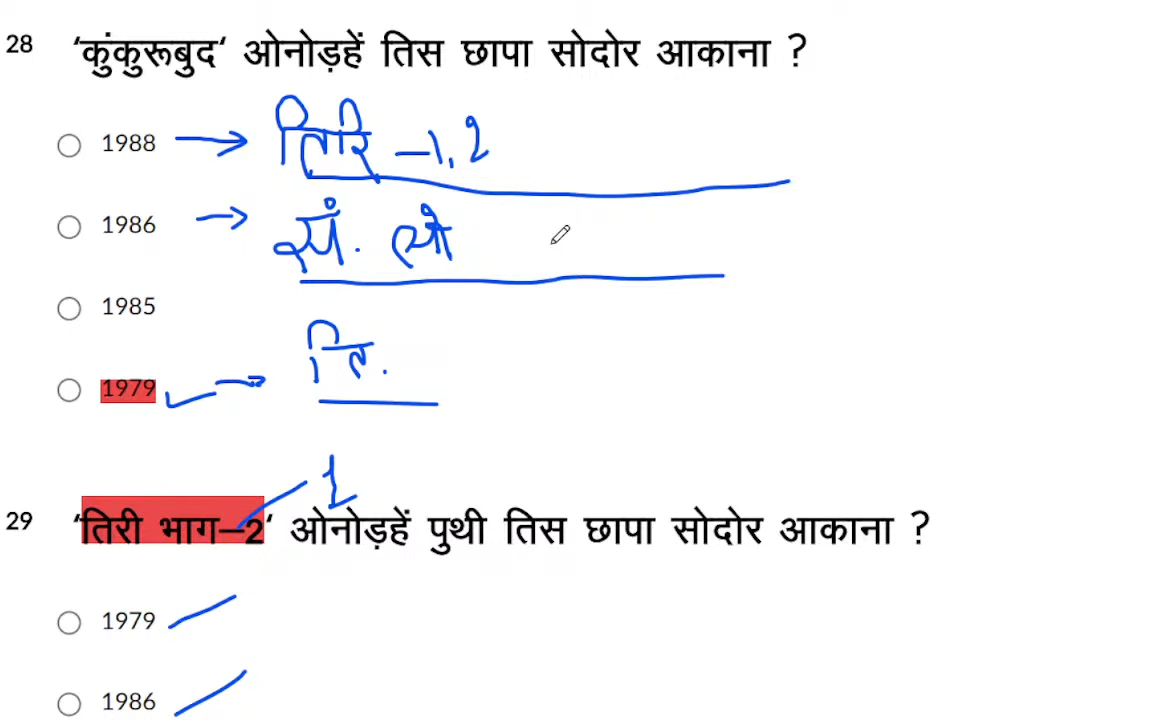 28 ‘कुंकुरूबुद‘ ओनोड़हें तिस छापा सोदोर आकाना ?
1988 → तिरि –1, 2
1986 →
1985
1979 →
1
29 ‘तिरी भाग–2‘ ओनोड़हें पुथी तिस छापा सोदोर आकाना ?
1979
1986